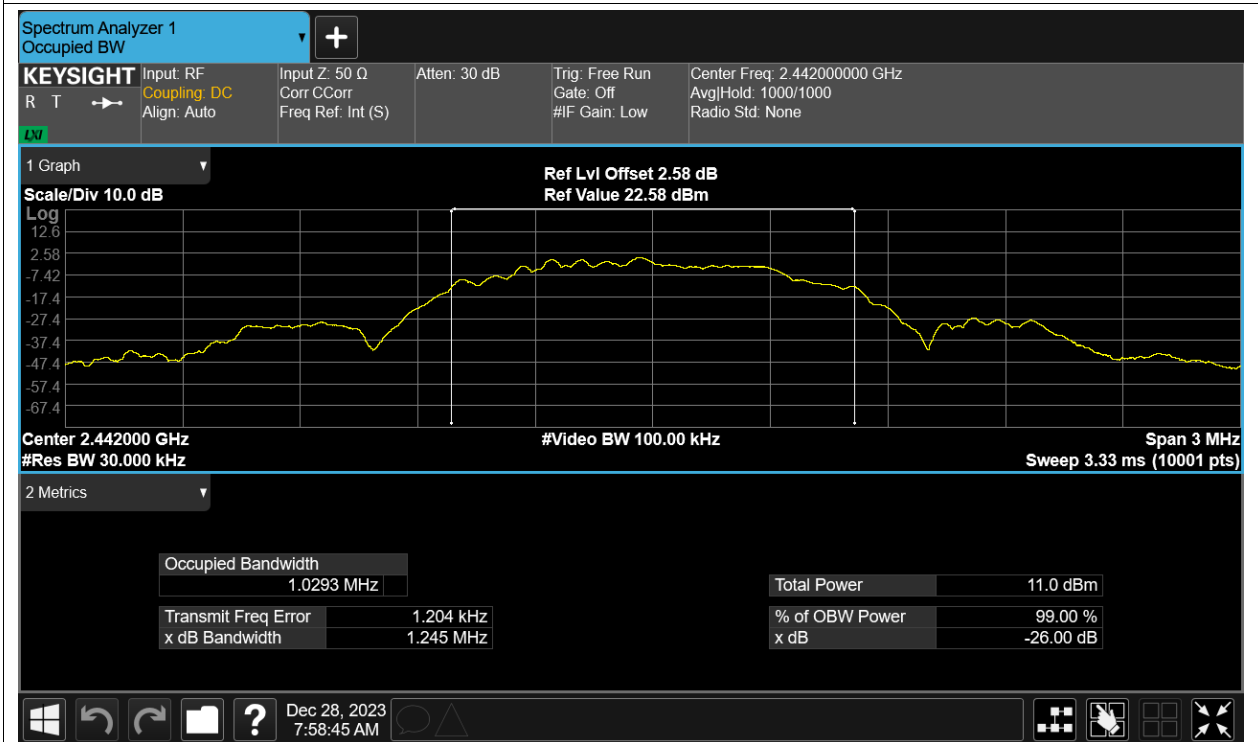 Spectrum Analyzer 1
Occupied BW
KEYSIGHT
R T
LXI
Input: RF
Coupling: DC
Align: Auto
Input Z: 50 Ω
Corr CCorr
Freq Ref: Int (S)
Atten: 30 dB
Trig: Free Run
Gate: Off
#IF Gain: Low
Center Freq: 2.442000000 GHz
Avg|Hold: 1000/1000
Radio Std: None
1 Graph
Scale/Div 10.0 dB
Ref Lvl Offset 2.58 dB
Ref Value 22.58 dBm
Log
12.6
2.58
-7.42
-17.4
-27.4
-37.4
-47.4
-57.4
-67.4
Center 2.442000 GHz
#Res BW 30.000 kHz
#Video BW 100.00 kHz
Span 3 MHz
Sweep 3.33 ms (10001 pts)
2 Metrics
Occupied Bandwidth
1.0293 MHz
Transmit Freq Error 1.204 kHz
x dB Bandwidth 1.245 MHz
Total Power 11.0 dBm
% of OBW Power 99.00 %
x dB -26.00 dB
?
Dec 28, 2023
7:58:45 AM